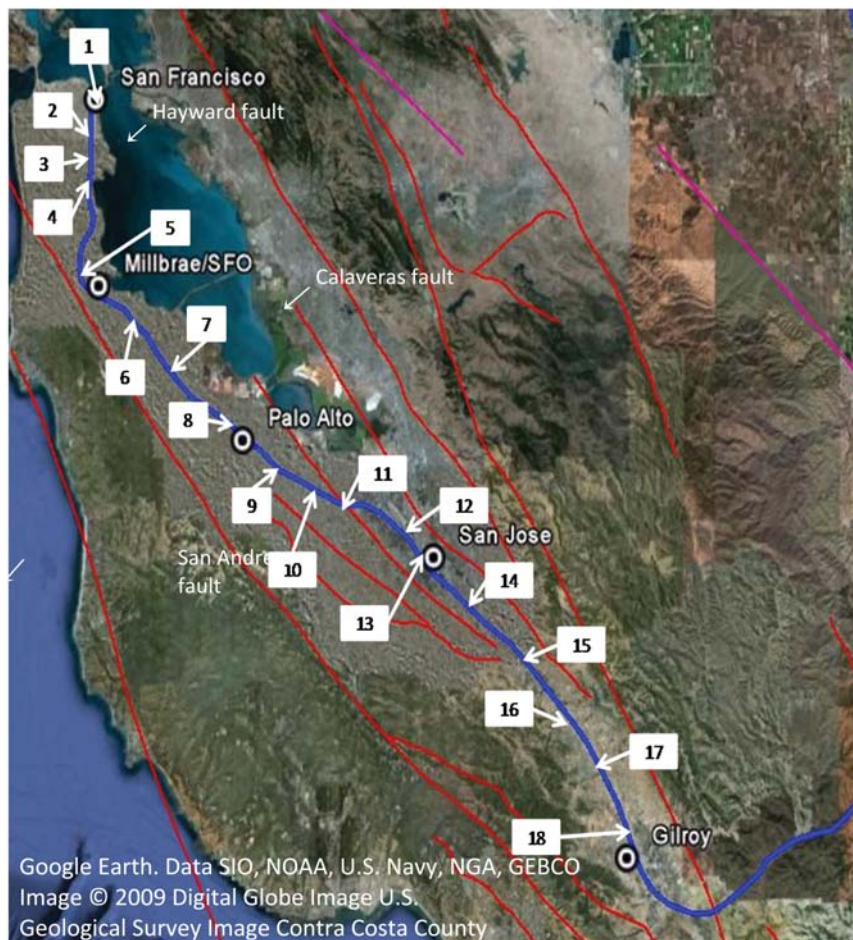 1
San Francisco
2
Hayward fault
3
4
5
Millbrae/SFO
Calaveras fault
7
6
Palo Alto
8
11
9
12
San Jose
San Andre
10
fault
14
13
15
16
17
18
Gilroy
Google Earth. Data SIO, NOAA, U.S. Navy, NGA, GEBCO
Image © 2009 Digital Globe Image U.S.
Geological Survey Image Contra Costa County